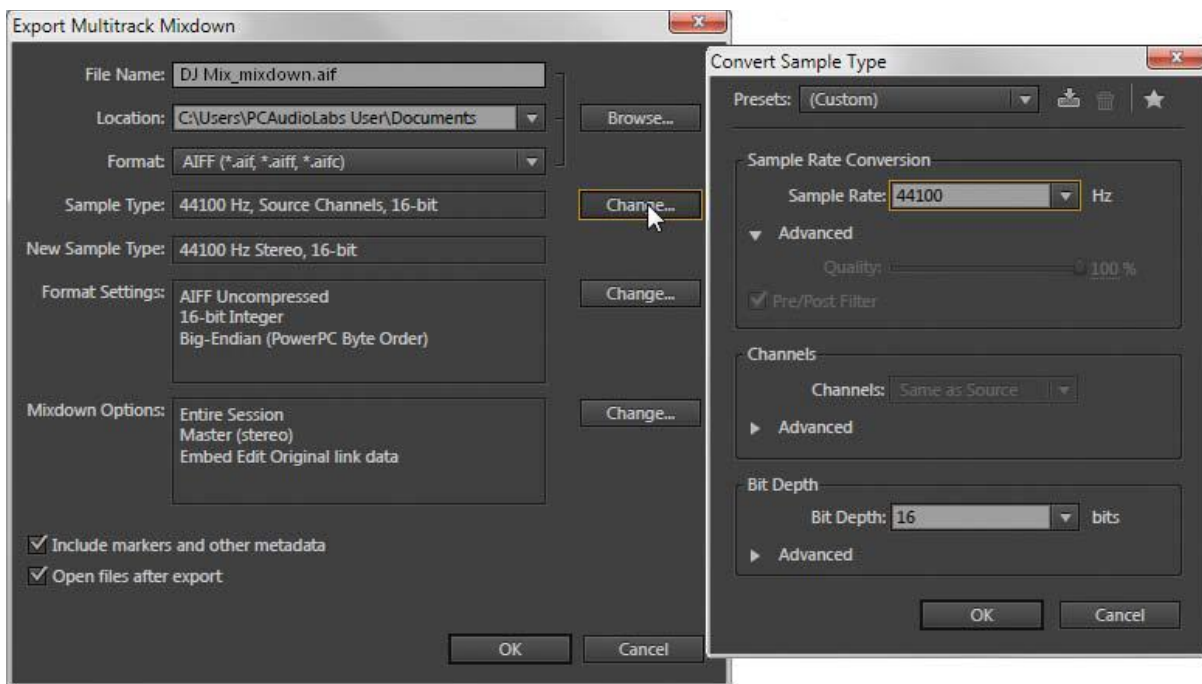 Export Multitrack Mixdown
File Name: DJ Mix_mixdown.aif
Location: C:\Users\PCAudioLabs User\Documents
Browse...
Format: AIFF (*.aif, *.aiff, *.aifc)
Sample Type: 44100 Hz, Source Channels, 16-bit
Change...
New Sample Type: 44100 Hz Stereo, 16-bit
Format Settings: AIFF Uncompressed
16-bit Integer
Big-Endian (PowerPC Byte Order)
Change...
Mixdown Options: Entire Session
Master (stereo)
Embed Edit Original link data
Change...
Include markers and other metadata
Open files after export
OK
Cancel
Convert Sample Type
Presets: (Custom)
Sample Rate Conversion
Sample Rate: 44100 Hz
Advanced
Quality: 100 %
Pre/Post Filter
Channels
Channels: Same as Source
Advanced
Bit Depth
Bit Depth: 16 bits
Advanced
OK
Cancel